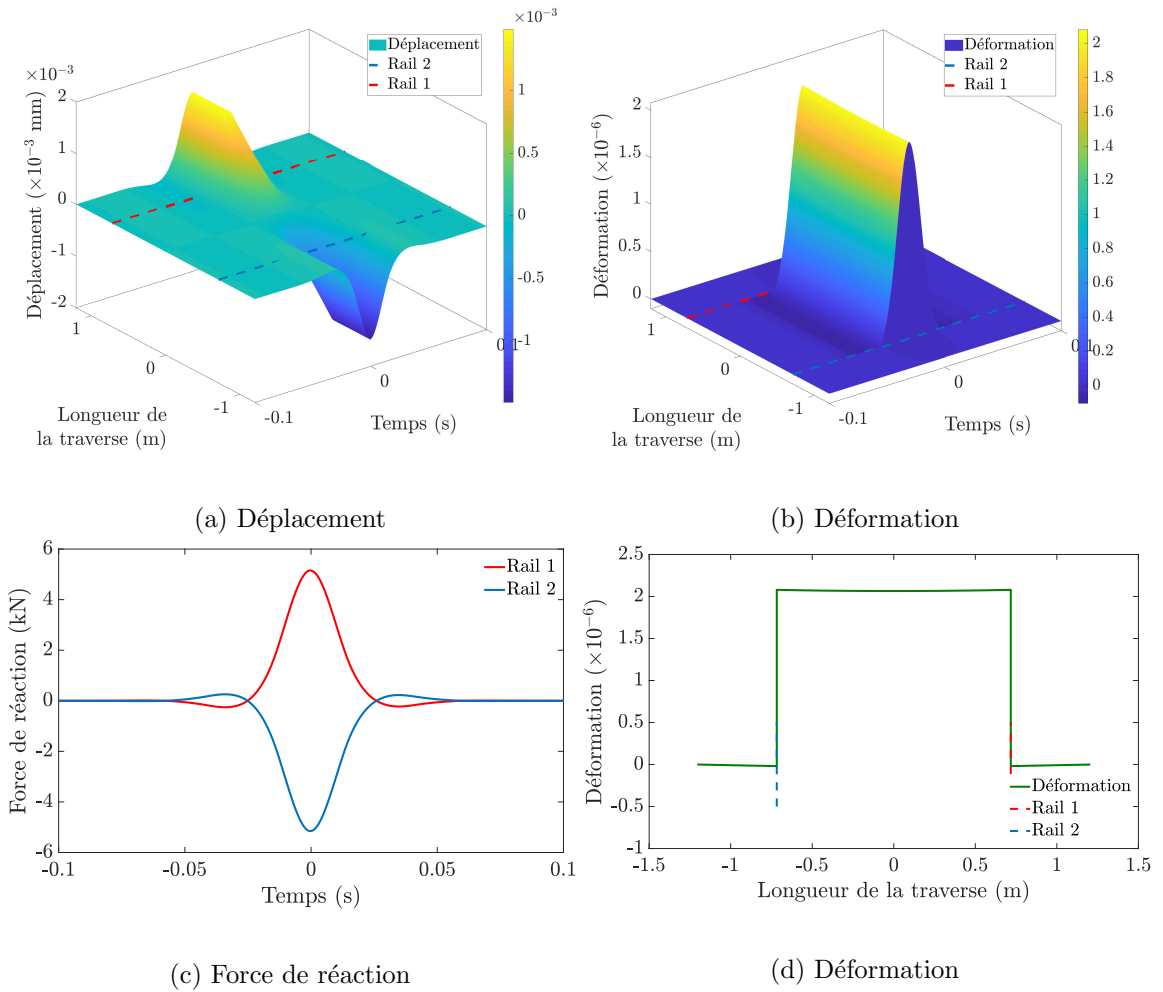 ×10⁻³
Déplacement
Rail 2
Rail 1
×10⁻³
Déplacement (×10⁻³ mm)
2
1
0
-1
-2
1
0
-1
Longueur de
la traverse (m)
-0.1
0
0.1
Temps (s)
1
0.5
0
-0.5
-1
(a) Déplacement
Déformation
Rail 2
Rail 1
Déformation (×10⁻⁶)
2
1.5
1
0.5
0
1
0
-1
Longueur de
la traverse (m)
-0.1
0
0.1
Temps (s)
2
1.8
1.6
1.4
1.2
1
0.8
0.6
0.4
0.2
0
(b) Déformation
Force de réaction (kN)
6
4
2
0
-2
-4
-6
-0.1
-0.05
0
0.05
0.1
Temps (s)
Rail 1
Rail 2
(c) Force de réaction
Déformation (×10⁻⁶)
2.5
2
1.5
1
0.5
0
-0.5
-1
-1.5
-1
-0.5
0
0.5
1
1.5
Longueur de la traverse (m)
Déformation
Rail 1
Rail 2
(d) Déformation